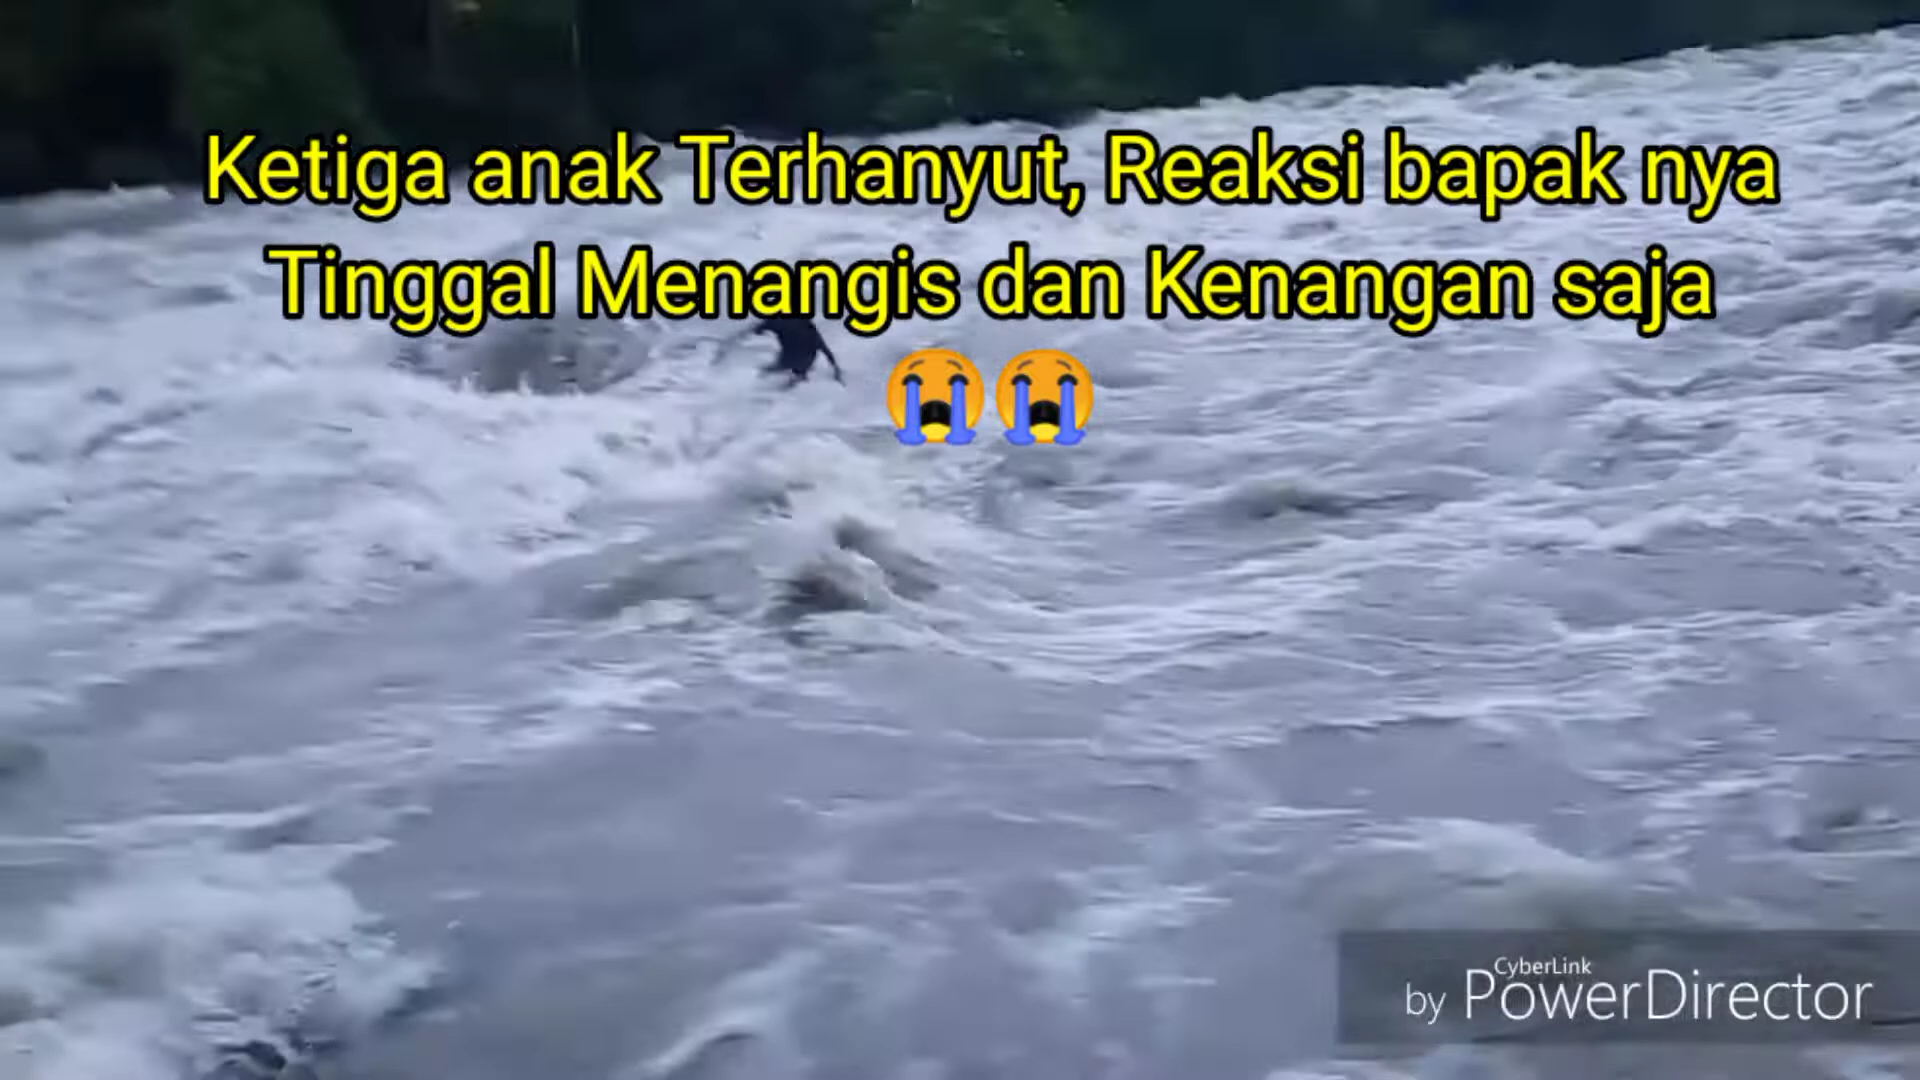 Ketiga anak Terhanyut, Reaksi bapak nya
Tinggal Menangis dan Kenangan saja
😭😭
CyberLink
by PowerDirector